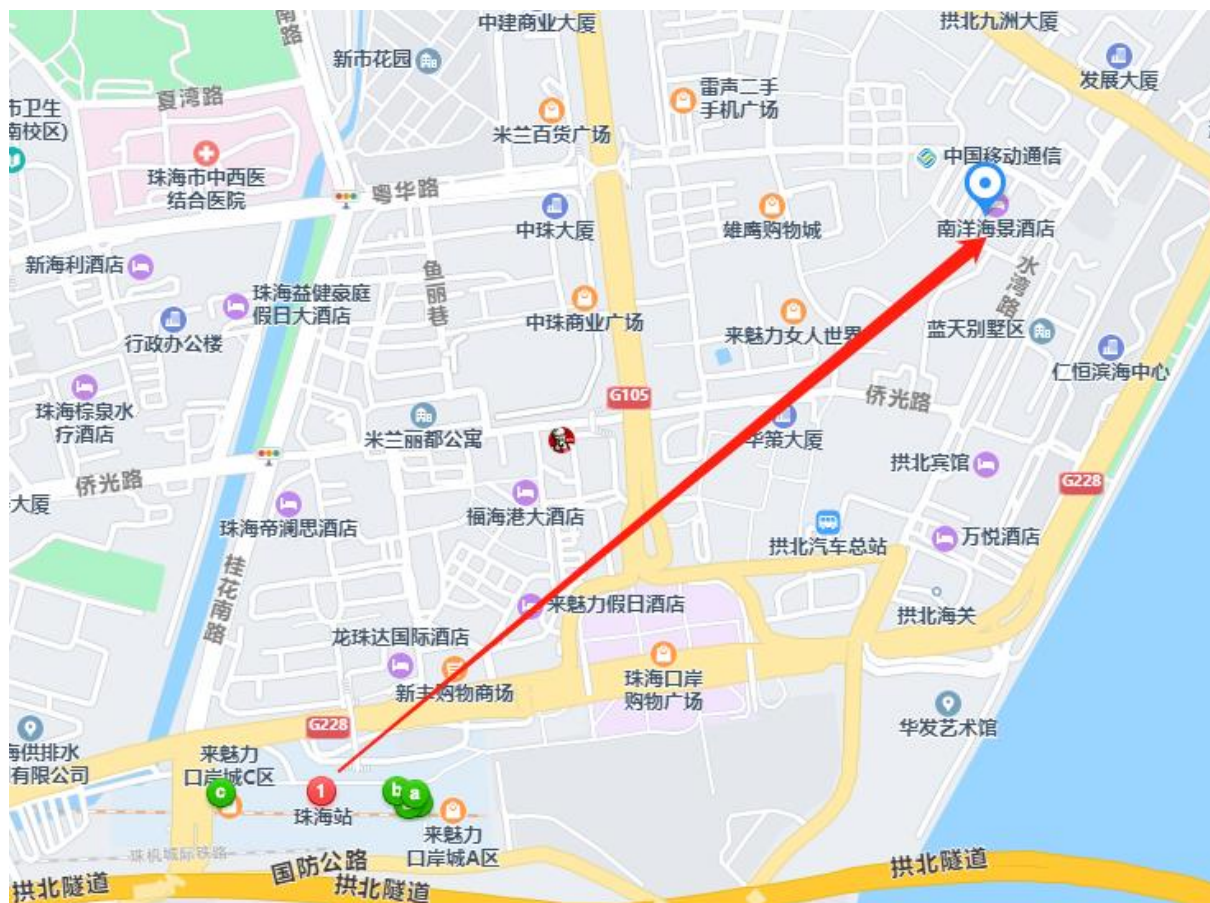 南路
中建商业大厦
拱北九洲大厦
新市花园
发展大厦
雷声二手
手机广场
夏湾路
市卫生
南校区)
米兰百货广场
中国移动通信
珠海市中西医
结合医院
粤华路
中珠大厦
雄鹰购物城
南洋海景酒店
新海利酒店
鱼丽巷
水湾路
珠海益健豪庭
假日大酒店
中珠商业广场
来魅力女人世界
蓝天别墅区
行政办公楼
仁恒滨海中心
G105
侨光路
珠海棕泉水
疗酒店
米兰丽都公寓
华策大厦
拱北宾馆
侨光路
G228
大厦
福海港大酒店
珠海帝澜思酒店
拱北汽车总站
万悦酒店
桂花南路
来魅力假日酒店
拱北海关
龙珠达国际酒店
新丰购物商场
珠海口岸
购物广场
G228
华发艺术馆
海供排水
有限公司
来魅力
口岸城C区
c
1
b
a
珠海站
来魅力
口岸城A区
珠机城际铁路
国防公路
拱北隧道
拱北隧道
拱北隧道